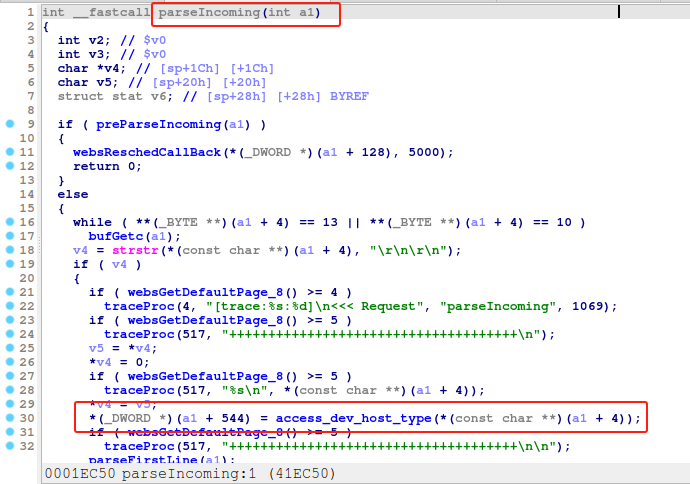 1 int __fastcall parseIncoming(int a1)
2 {
3 int v2; // $v0
4 int v3; // $v0
5 char *v4; // [sp+1Ch] [+1Ch]
6 char v5; // [sp+20h] [+20h]
7 struct stat v6; // [sp+28h] [+28h] BYREF
8
9 if ( preParseIncoming(a1) )
10 {
11 websReschedCallBack(*(_DWORD *)(a1 + 128), 5000);
12 return 0;
13 }
14 else
15 {
16 while ( **(_BYTE **)(a1 + 4) == 13 || **(_BYTE **)(a1 + 4) == 10 )
17 bufGetc(a1);
18 v4 = strstr(*(const char **)(a1 + 4), "\r\n\r\n");
19 if ( v4 )
20 {
21 if ( websGetDefaultPage_8() >= 4 )
22 traceProc(4, "[trace:%s:%d]\n<<< Request", "parseIncoming", 1069);
23 if ( websGetDefaultPage_8() >= 5 )
24 traceProc(517, "++++++++++++++++++++++++++++++++++++++\n");
25 v5 = *v4;
26 *v4 = 0;
27 if ( websGetDefaultPage_8() >= 5 )
28 traceProc(517, "%s\n", *(const char **)(a1 + 4));
29 *v4 = v5;
30 *(_DWORD *)(a1 + 544) = access_dev_host_type(*(const char **)(a1 + 4));
31 if ( websGetDefaultPage_8() >= 5 )
32 traceProc(517, "++++++++++++++++++++++++++++++++++++++\n\n");
parseFirstLine(a1);
0001EC50 parseIncoming:1 (41EC50)